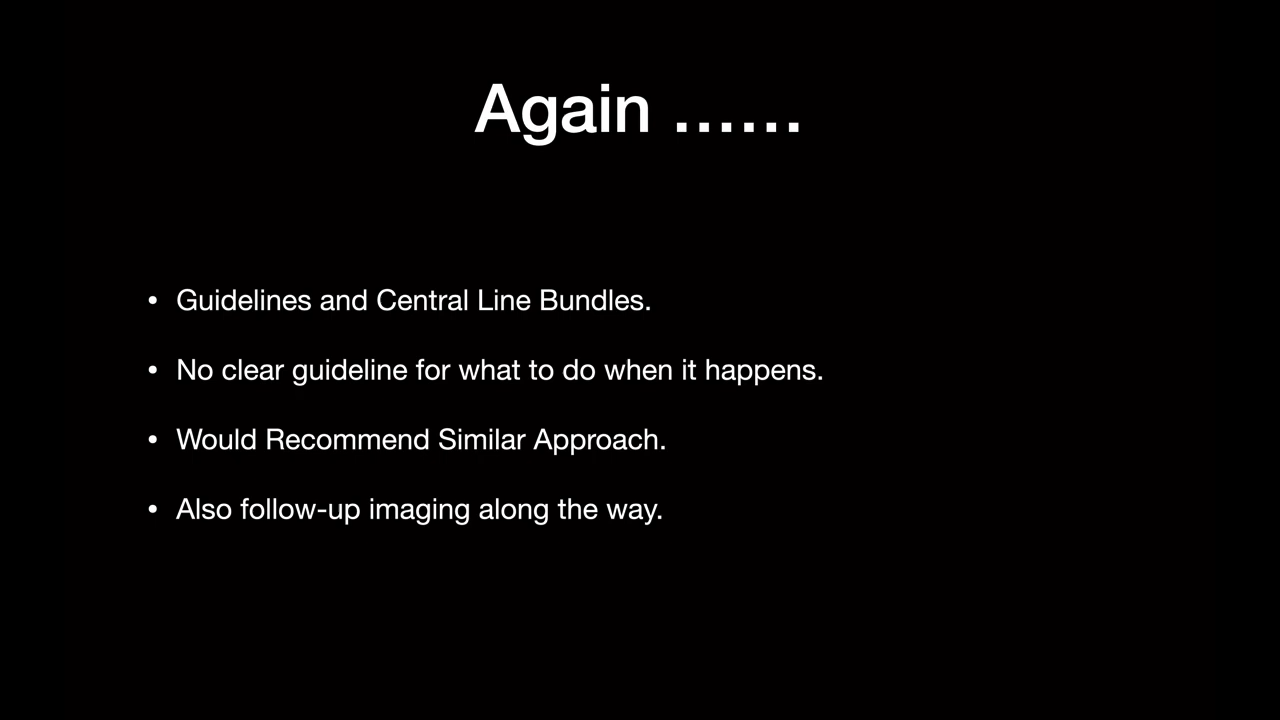 Again ......
• Guidelines and Central Line Bundles.
• No clear guideline for what to do when it happens.
• Would Recommend Similar Approach.
• Also follow-up imaging along the way.